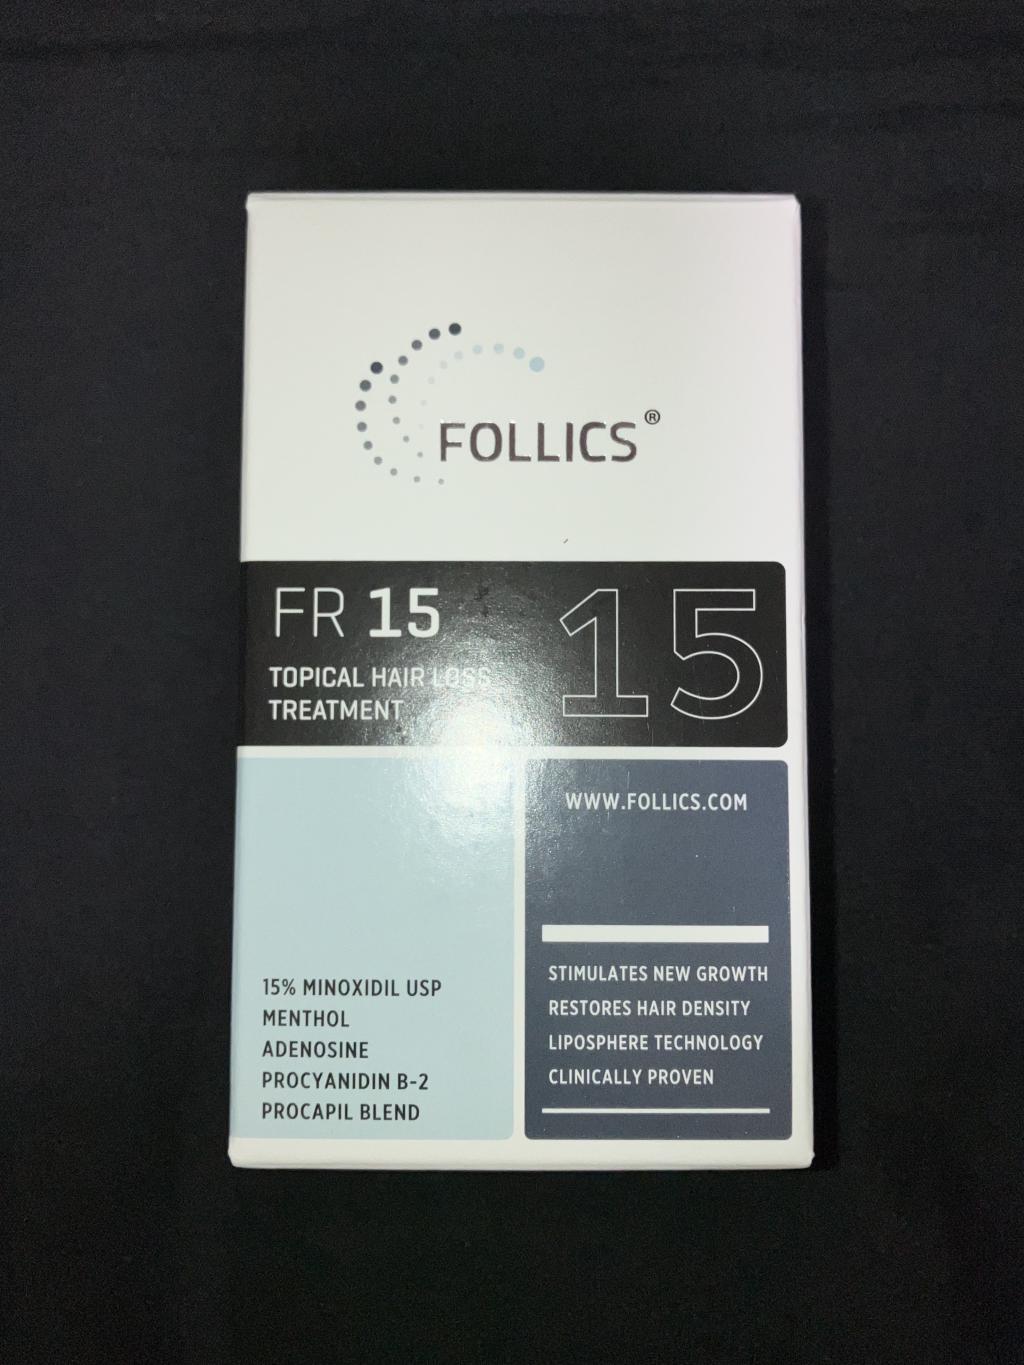 FOLLICS®
FR 15
15
TOPICAL HAIR LOSS
TREATMENT
WWW.FOLLICS.COM
15% MINOXIDIL USP
MENTHOL
ADENOSINE
PROCYANIDIN B-2
PROCAPIL BLEND
STIMULATES NEW GROWTH
RESTORES HAIR DENSITY
LIPOSPHERE TECHNOLOGY
CLINICALLY PROVEN